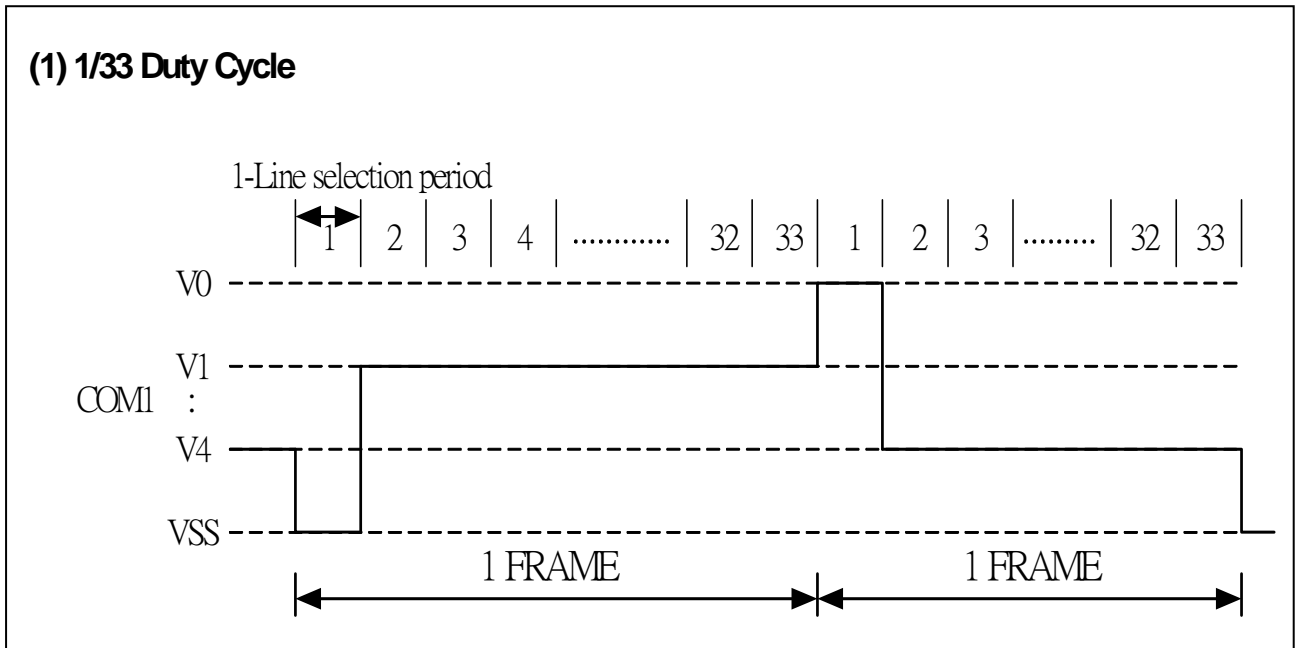 (1) 1/33 Duty Cycle
1-Line selection period
1 2 3 4 ............ 32 33 1 2 3 ......... 32 33
V0
V1
COM1 :
V4
VSS
1 FRAME 1 FRAME